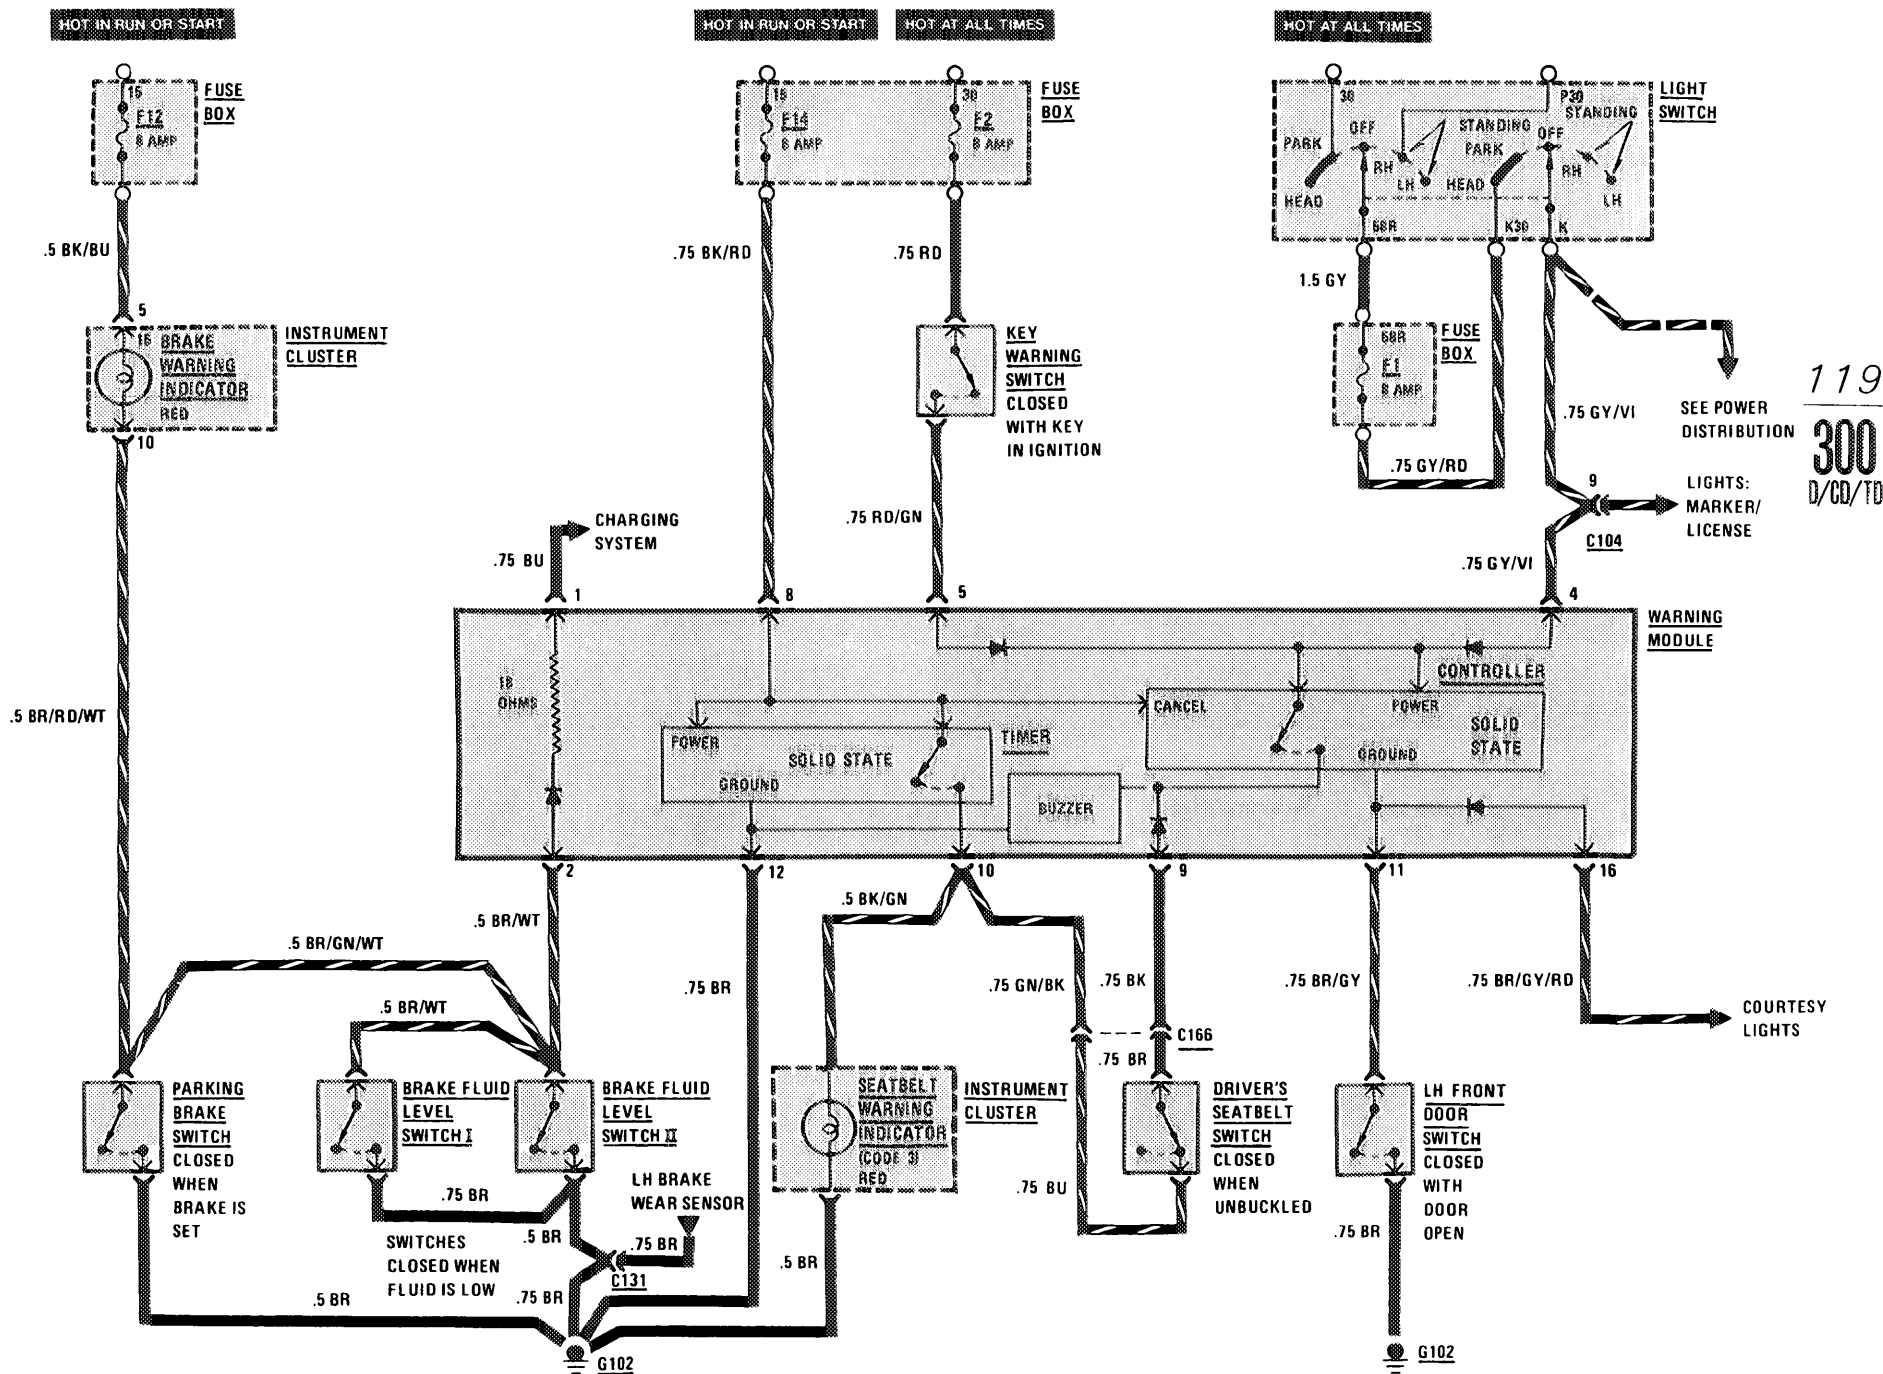 HOT IN RUN OR START
HOT IN RUN OR START
HOT AT ALL TIMES
HOT AT ALL TIMES
15
F12
8 AMP
FUSE
BOX
15
F14
8 AMP
30
F2
8 AMP
FUSE
BOX
30
P30
LIGHT
SWITCH
STANDING
STANDING
PARK
OFF
RH
LH
HEAD
PARK
OFF
RH
LH
HEAD
58R
K30
K
.5 BK/BU
.75 BK/RD
.75 RD
1.5 GY
5
16
BRAKE
WARNING
INDICATOR
RED
INSTRUMENT
CLUSTER
10
KEY
WARNING
SWITCH
CLOSED
WITH KEY
IN IGNITION
58R
F1
8 AMP
FUSE
BOX
.75 GY/VI
SEE POWER
DISTRIBUTION
119
300
D/CD/TD
.75 GY/RD
9
LIGHTS:
MARKER/
LICENSE
C104
CHARGING
SYSTEM
.75 BU
.75 RD/GN
.75 GY/VI
1
8
5
4
WARNING
MODULE
18
OHMS
CONTROLLER
CANCEL
POWER
SOLID
STATE
GROUND
POWER
SOLID STATE
TIMER
GROUND
BUZZER
.5 BR/RD/WT
2
12
10
9
11
16
.5 BR/WT
.5 BK/GN
.5 BR/GN/WT
.5 BR/WT
.75 BR
.75 GN/BK
.75 BK
.75 BR/GY
.75 BR/GY/RD
COURTESY
LIGHTS
C166
.75 BR
PARKING
BRAKE
SWITCH
CLOSED
WHEN
BRAKE IS
SET
BRAKE FLUID
LEVEL
SWITCH I
BRAKE FLUID
LEVEL
SWITCH II
SEATBELT
WARNING
INDICATOR
(CODE 3)
RED
INSTRUMENT
CLUSTER
DRIVER'S
SEATBELT
SWITCH
CLOSED
WHEN
UNBUCKLED
LH FRONT
DOOR
SWITCH
CLOSED
WITH
DOOR
OPEN
.75 BR
LH BRAKE
WEAR SENSOR
.75 BU
.5 BR
.75 BR
.5 BR
.75 BR
SWITCHES
CLOSED WHEN
FLUID IS LOW
C131
.5 BR
.75 BR
G102
G102